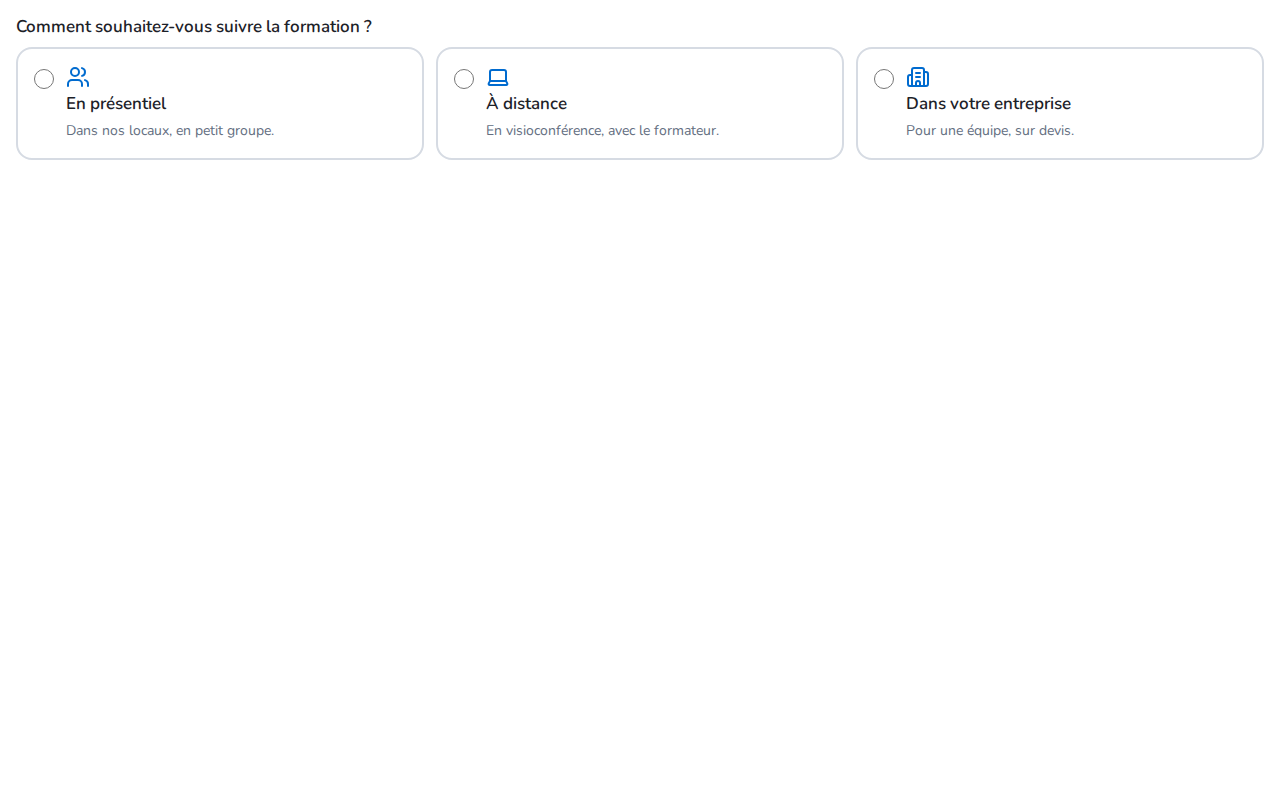 Comment souhaitez-vous suivre la formation ?
En présentiel
Dans nos locaux, en petit groupe.
À distance
En visioconférence, avec le formateur.
Dans votre entreprise
Pour une équipe, sur devis.